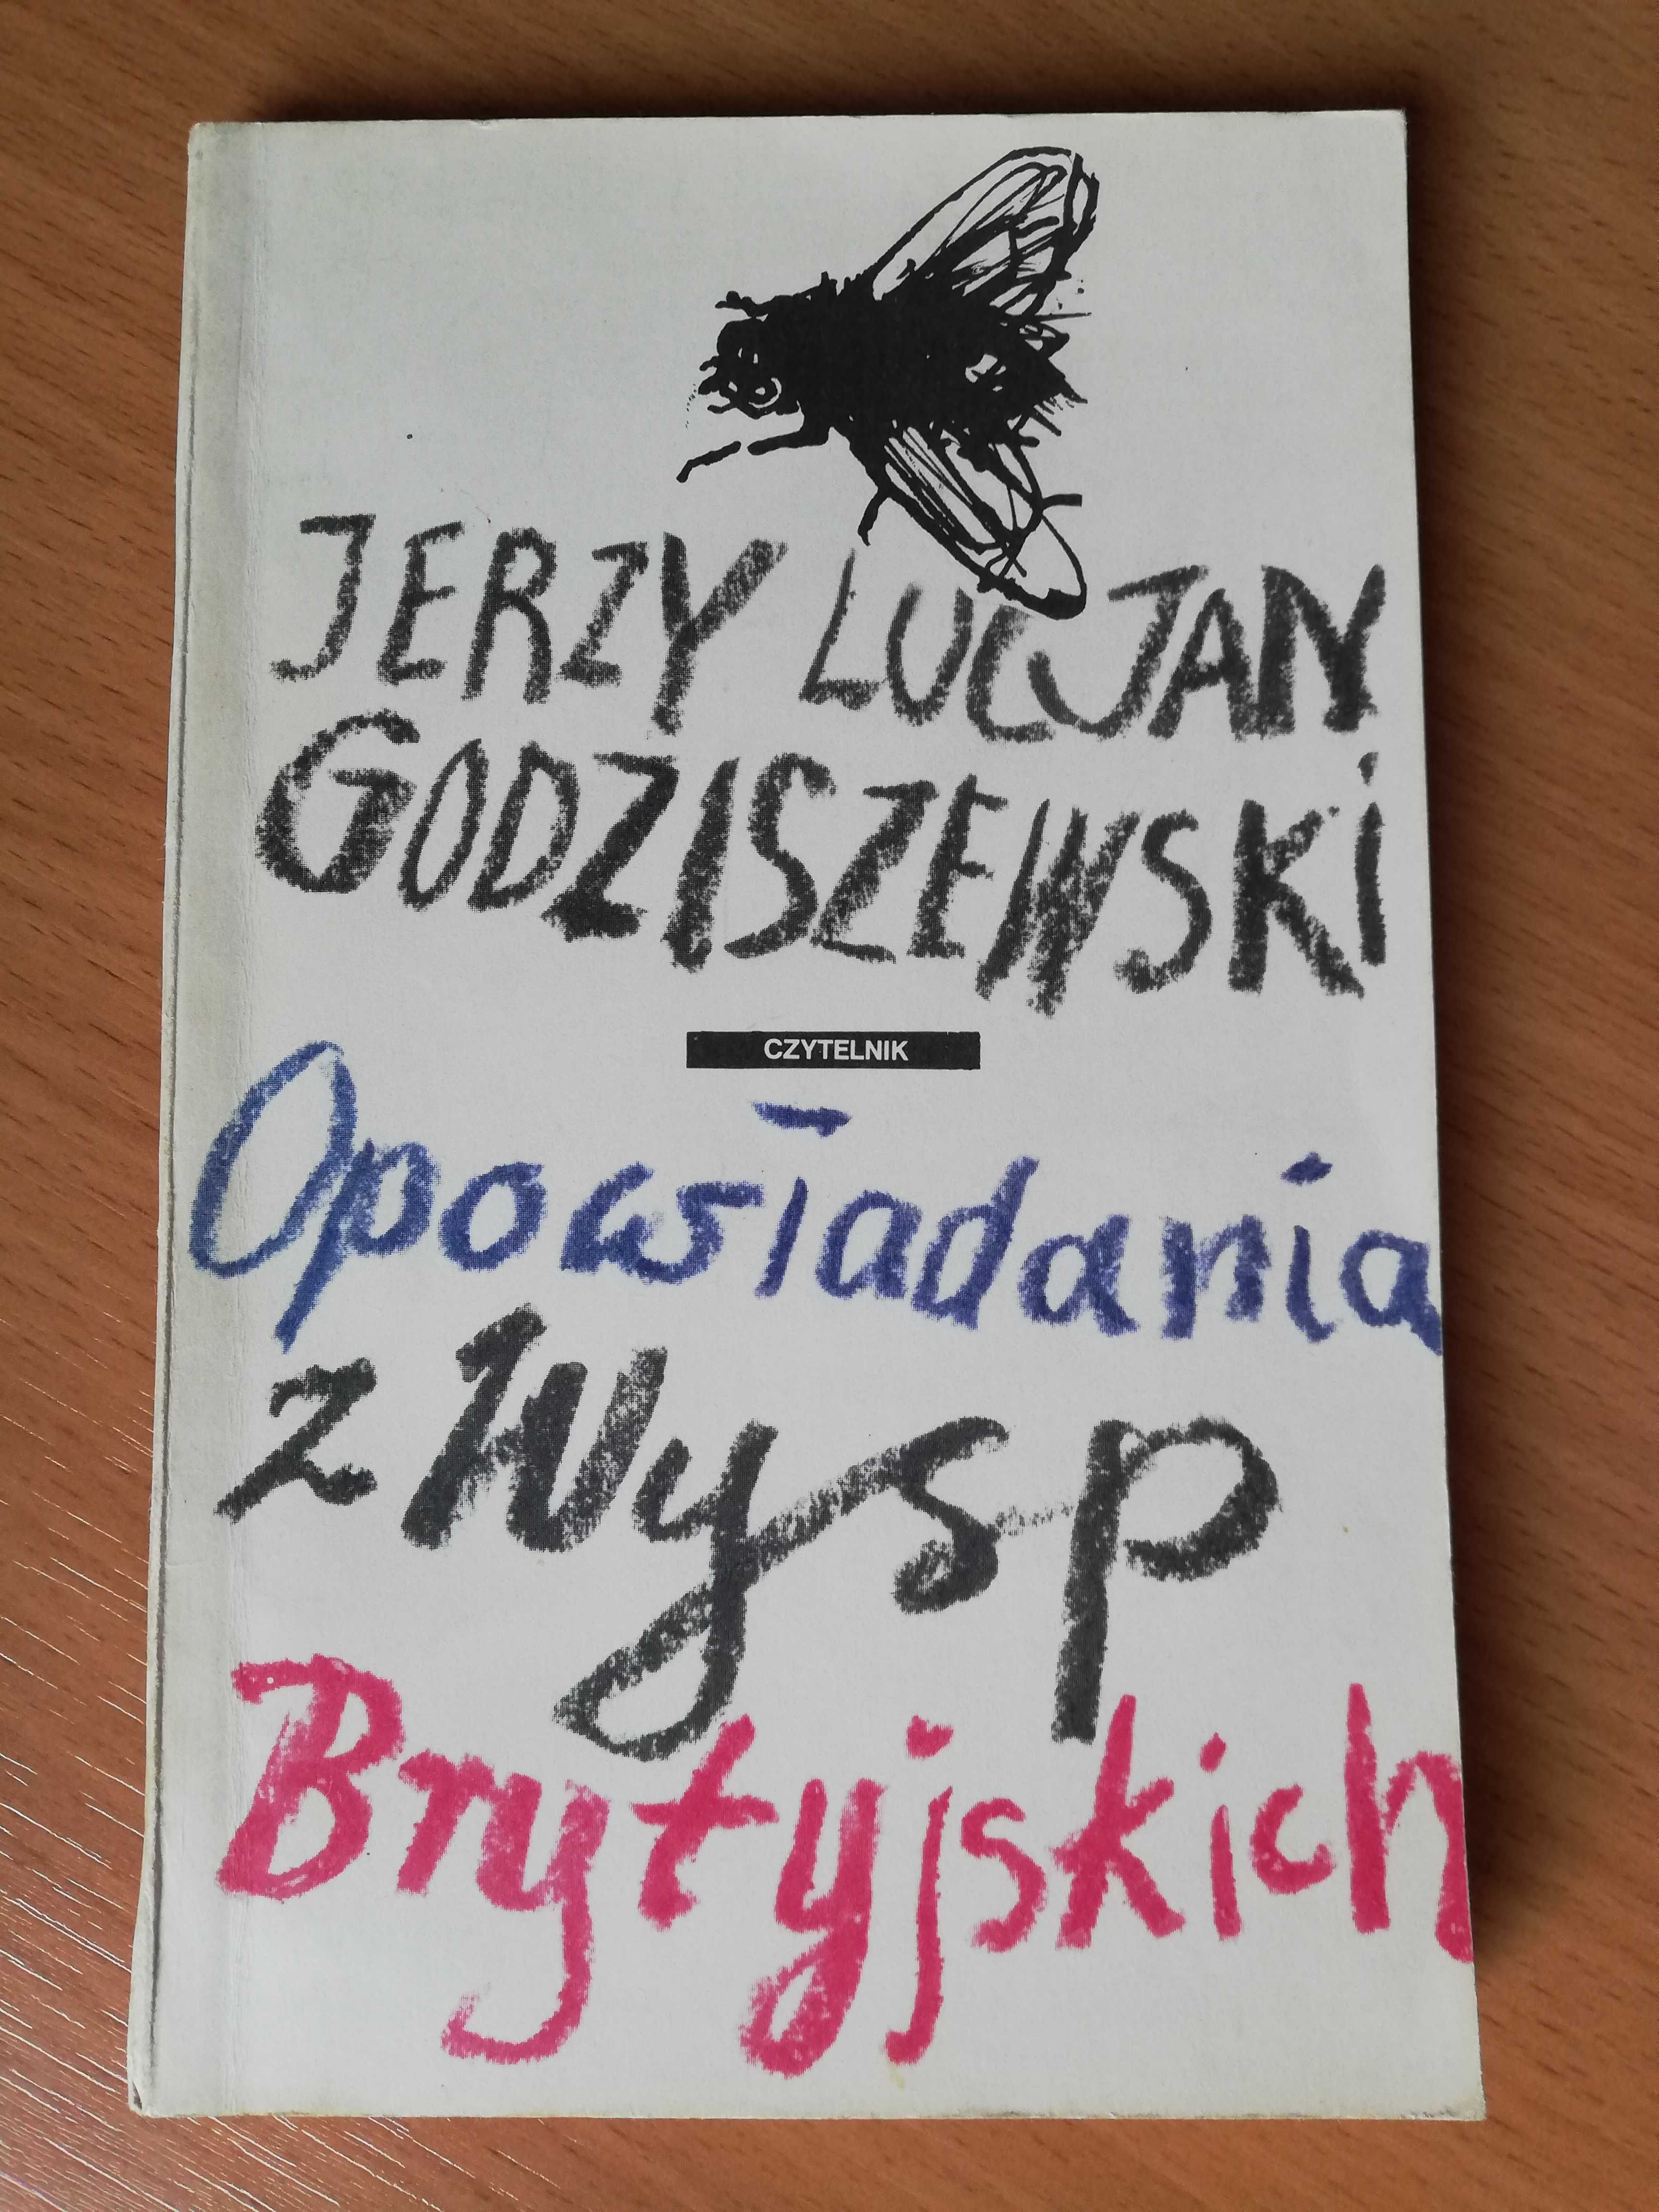 JERZY LUCJAN
GODZISZEWSKI
CZYTELNIK
Opowiadania
z Wysp
Brytyjskich